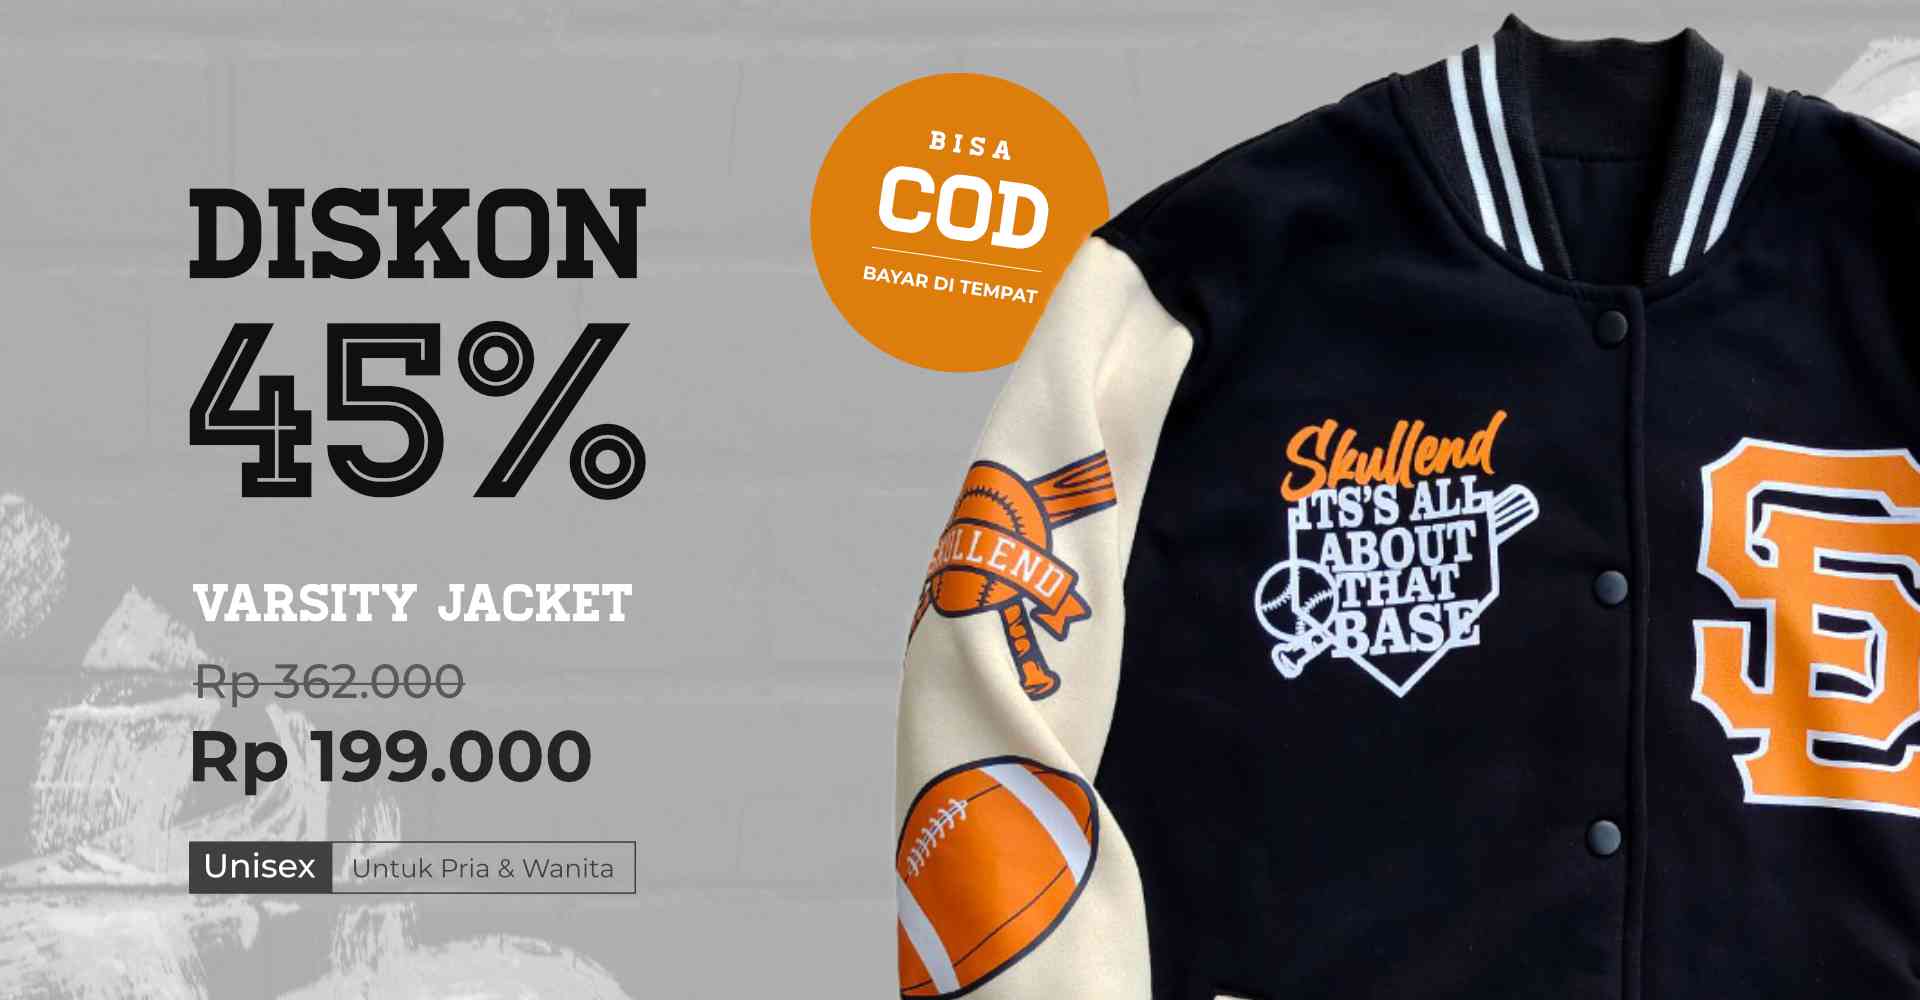 DISKON
45%
VARSITY JACKET
Rp 362.000
Rp 199.000
Unisex
Untuk Pria & Wanita
BISA
COD
BAYAR DI TEMPAT
Skullend
ITS'S ALL
ABOUT
THAT
BASE
SKULLEND